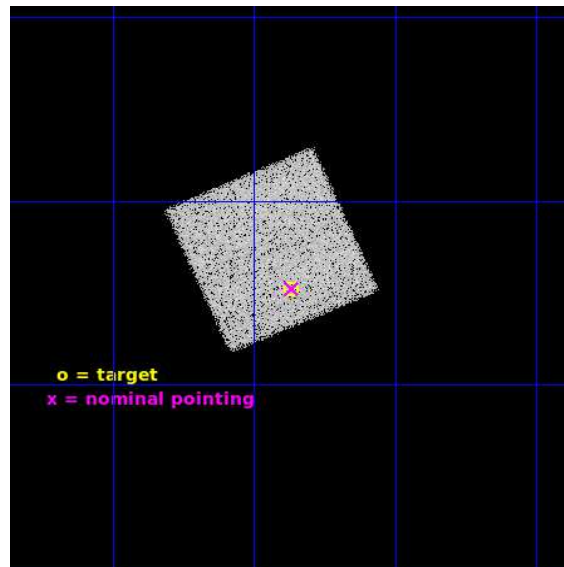 o = target
x = nominal pointing